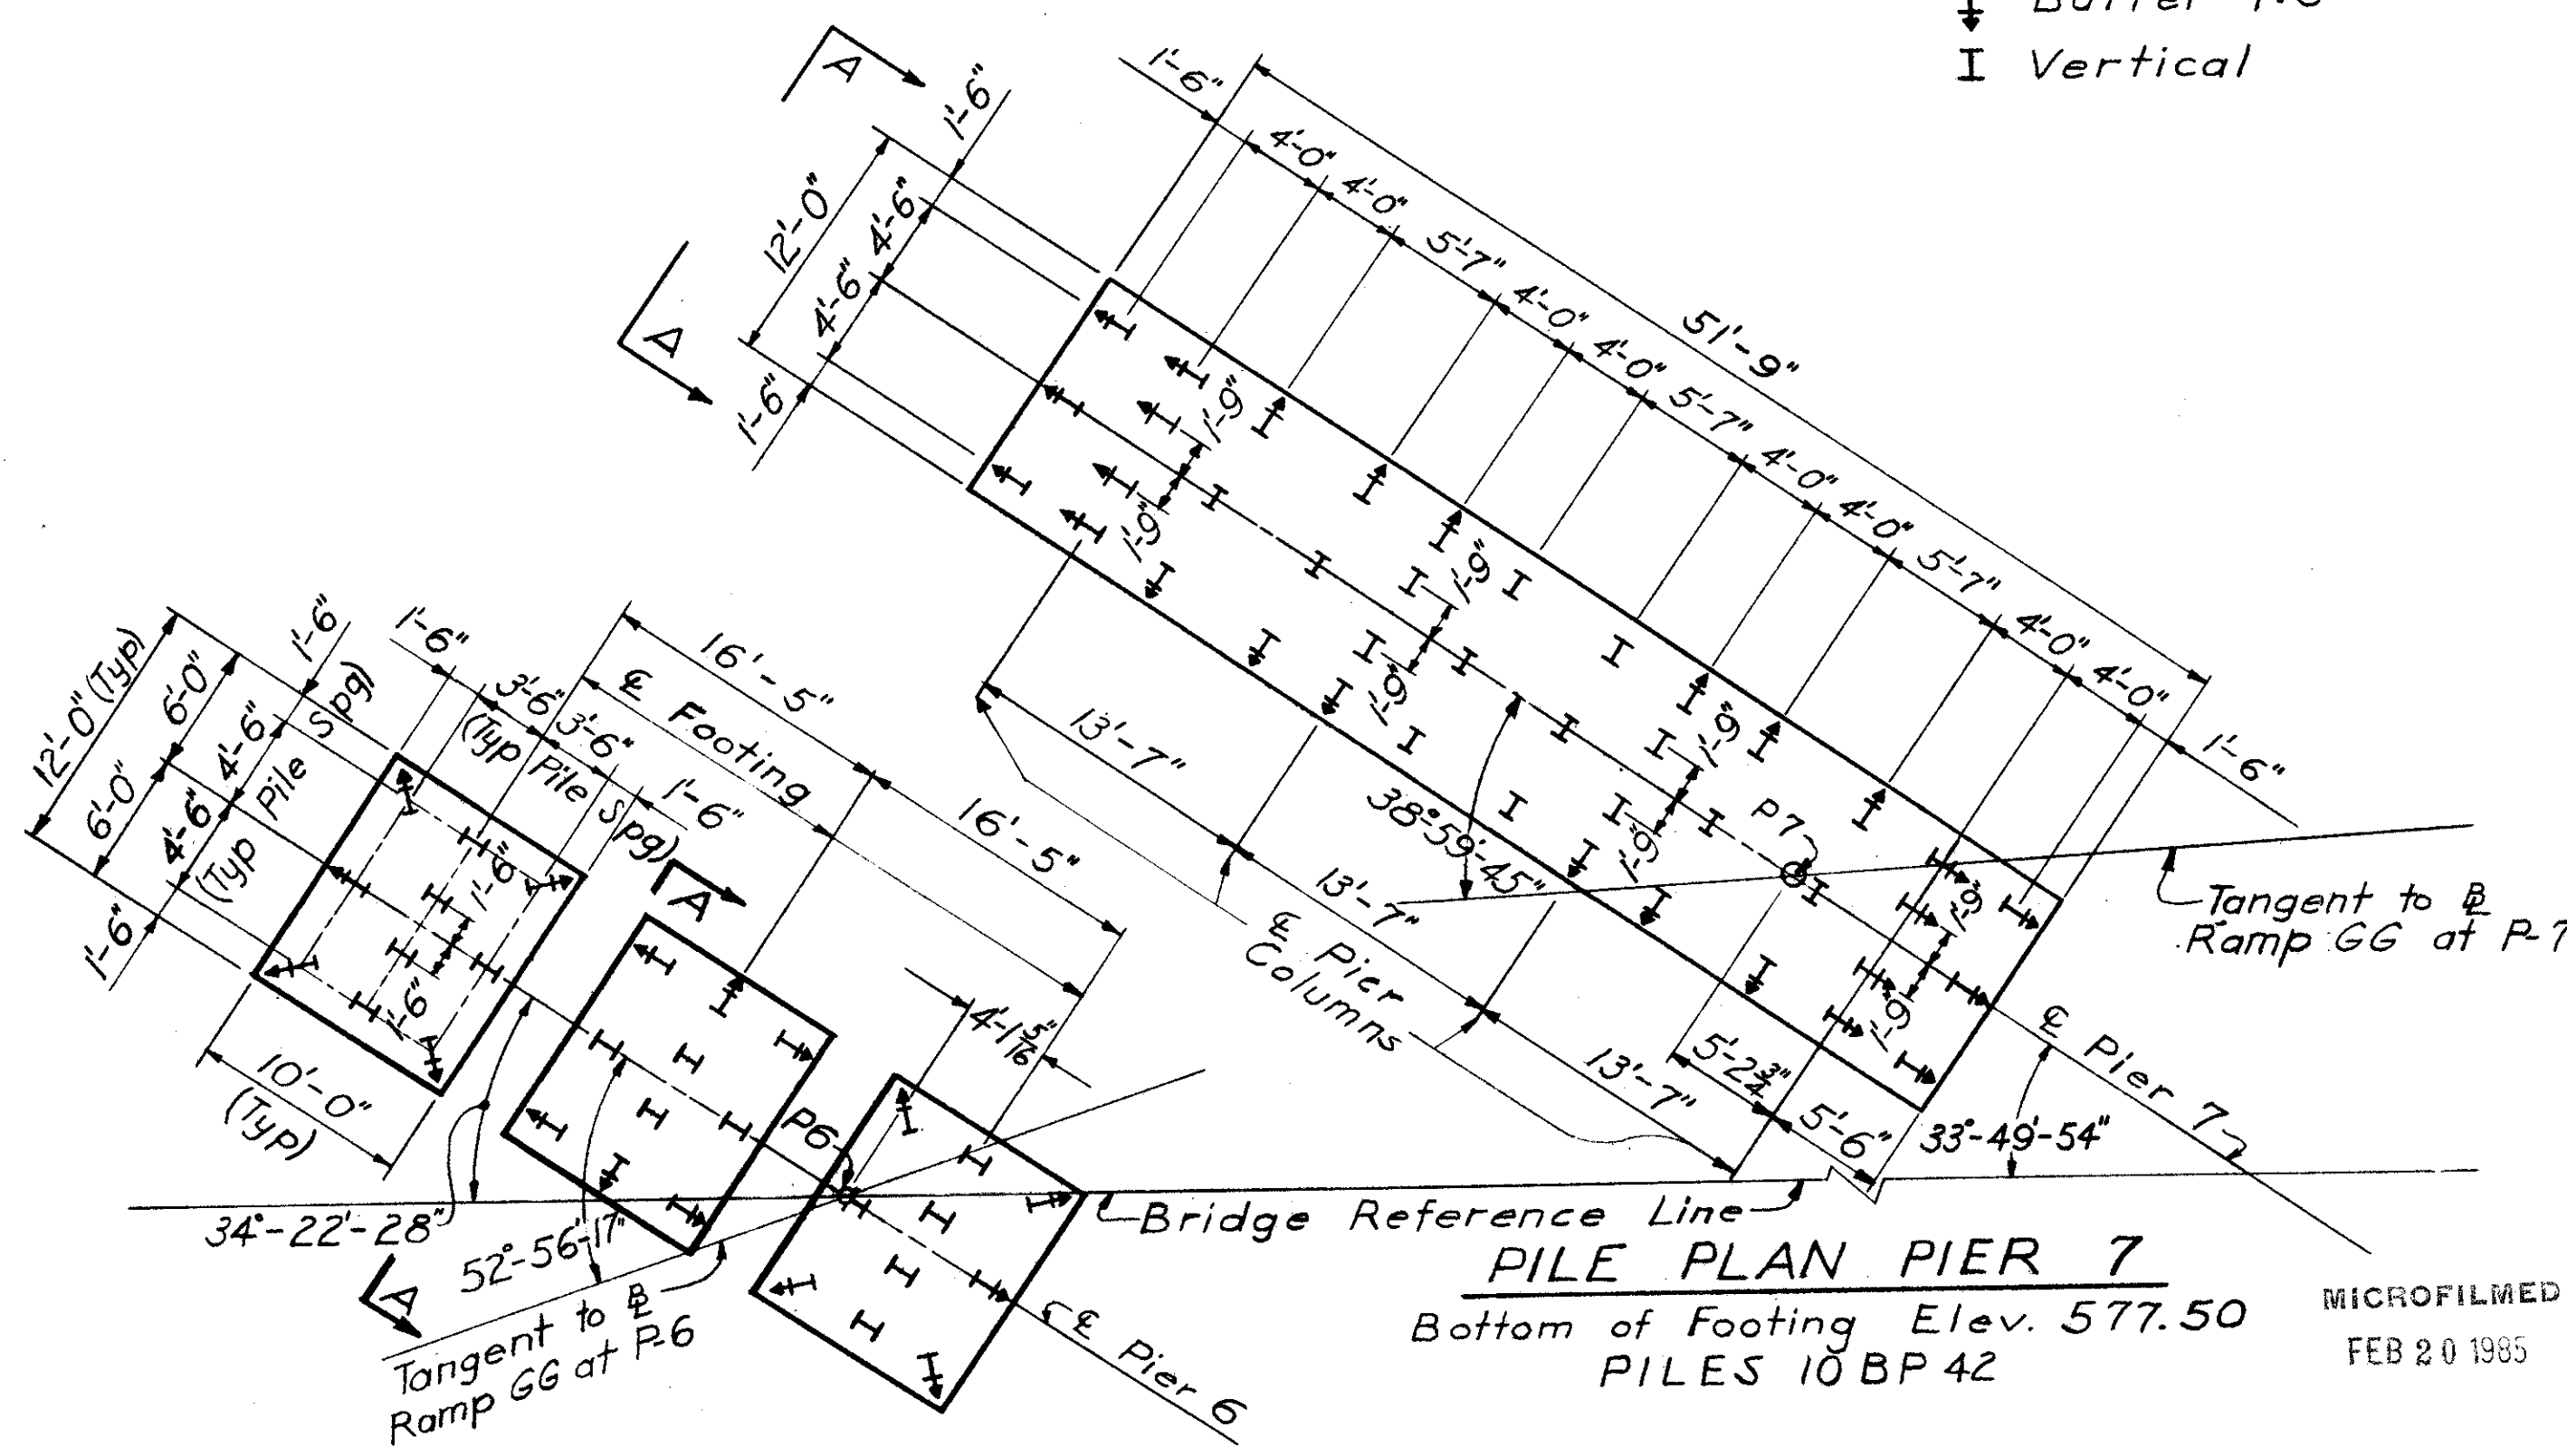 Vertical
A
A
1'-6"
12'-0"
4'-6"
4'-6"
1'-6"
1'-6"
4'-0"
4'-0"
5'-7"
4'-0"
4'-0"
5'-7"
4'-0"
4'-0"
5'-7"
4'-0"
4'-0"
1'-6"
51'-9"
1'-9"
1'-9"
1'-9"
1'-9"
1'-9"
1'-9"
1'-9"
1'-9"
13'-7"
13'-7"
13'-7"
℄ Pier
Columns
38°-59'-45"
P7
5'-2 3/4"
5'-6"
33°-49'-54"
℄ Pier 7
Tangent to ℄
Ramp GG at P-7
12'-0" (Typ)
6'-0"
6'-0"
1'-6"
4'-6"
4'-6"
(Typ Pile Spg)
1'-6"
1'-6"
3'-6"
3'-6"
(Typ Pile Spg)
1'-6"
16'-5"
℄ Footing
16'-5"
1'-6"
1'-6"
10'-0"
(Typ)
A
A
4'-1 5/16"
P6
34°-22'-28"
52°-56'-17"
Tangent to ℄
Ramp GG at P-6
℄ Pier 6
Bridge Reference Line
PILE PLAN PIER 7
Bottom of Footing Elev. 577.50
PILES 10 BP 42
MICROFILMED
FEB 20 1985